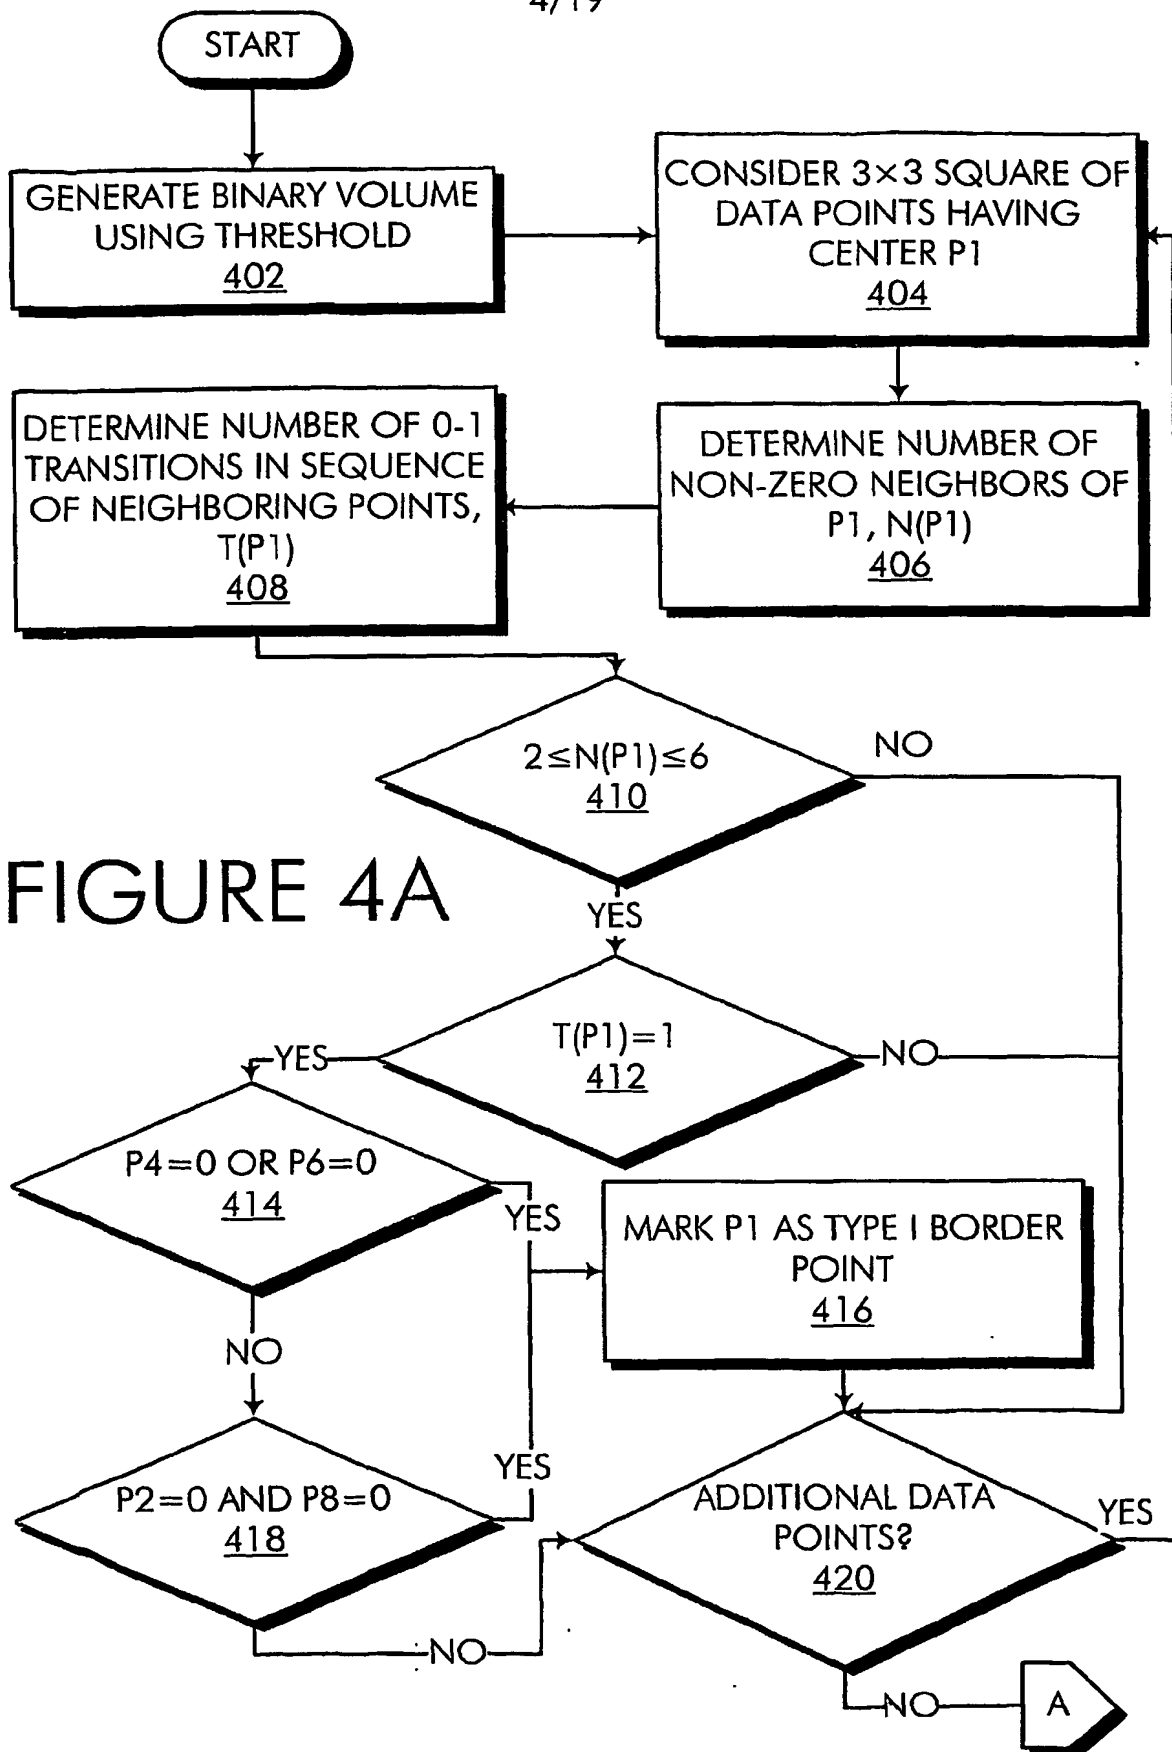 4/19
START
GENERATE BINARY VOLUME
USING THRESHOLD
402
CONSIDER 3×3 SQUARE OF
DATA POINTS HAVING
CENTER P1
404
DETERMINE NUMBER OF
NON-ZERO NEIGHBORS OF
P1, N(P1)
406
DETERMINE NUMBER OF 0-1
TRANSITIONS IN SEQUENCE
OF NEIGHBORING POINTS,
T(P1)
408
2≤N(P1)≤6
410
NO
YES
FIGURE 4A
T(P1)=1
412
YES
NO
P4=0 OR P6=0
414
YES
NO
MARK P1 AS TYPE I BORDER
POINT
416
P2=0 AND P8=0
418
YES
NO
ADDITIONAL DATA
POINTS?
420
YES
NO
A